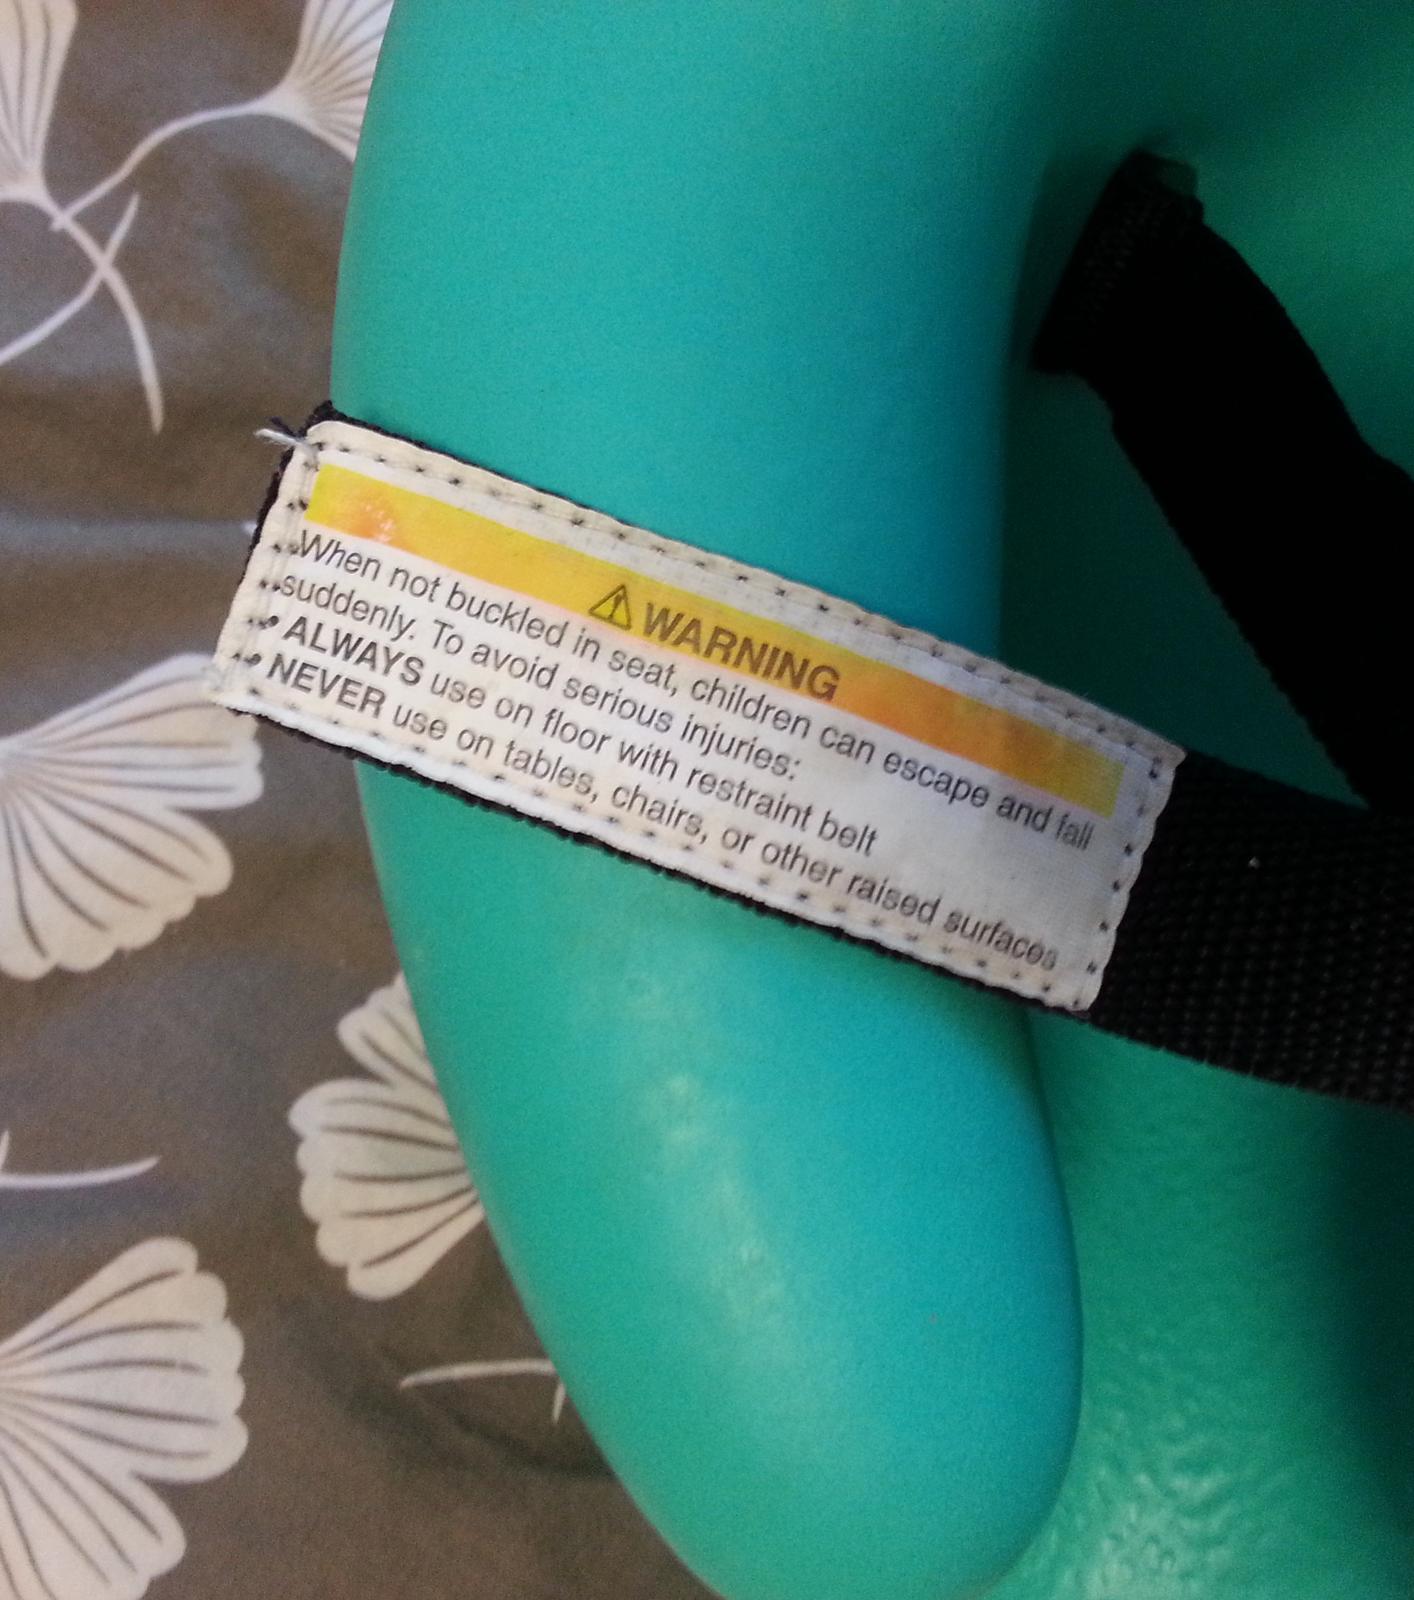 ⚠ WARNING
When not buckled in seat, children can escape and fall
suddenly. To avoid serious injuries:
• ALWAYS use on floor with restraint belt
• NEVER use on tables, chairs, or other raised surfaces